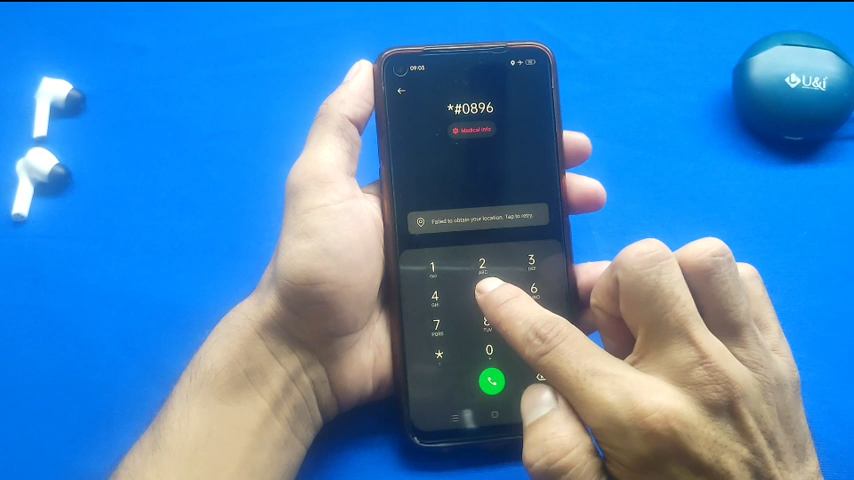 09:03
*#0896
Medical info
Failed to obtain your location. Tap to retry.
1
2
ABC
3
DEF
4
GHI
6
MNO
7
PQRS
8
TUV
*
0
U&i